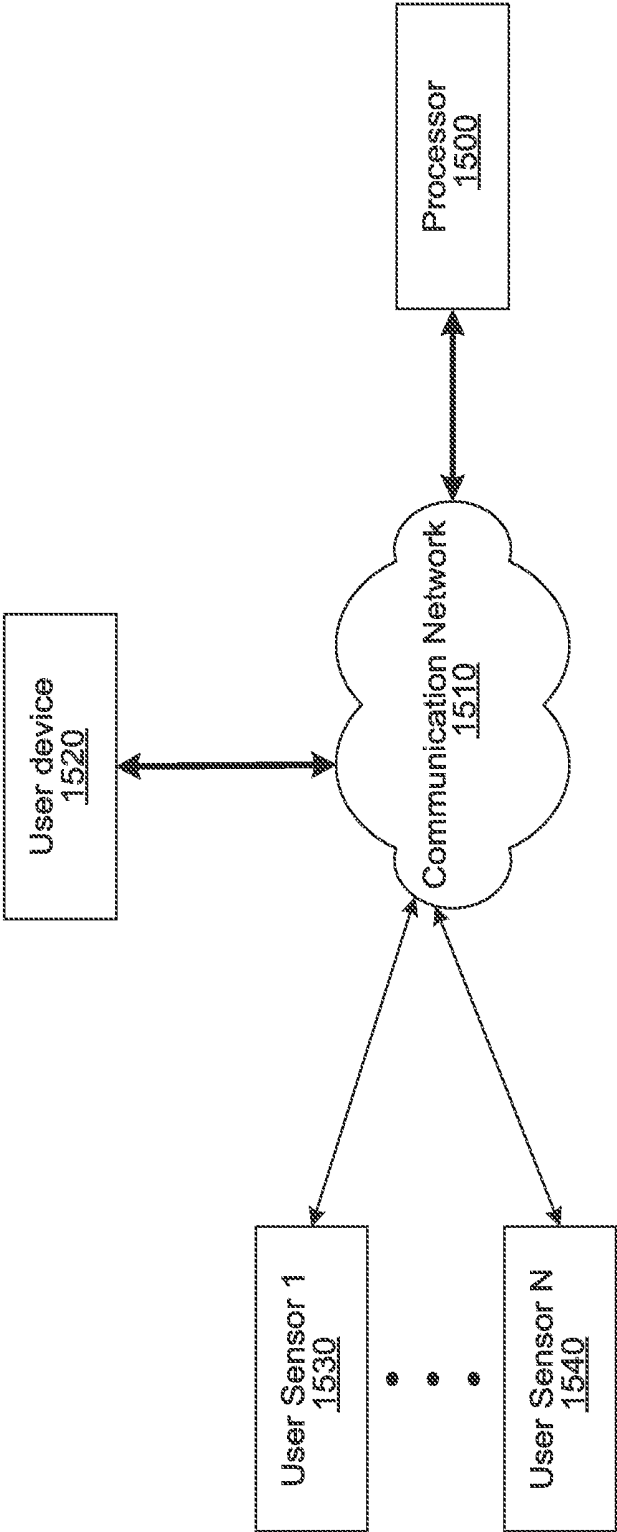 User device
1520
User Sensor 1
1530
Communication Network
1510
Processor
1500
User Sensor N
1540